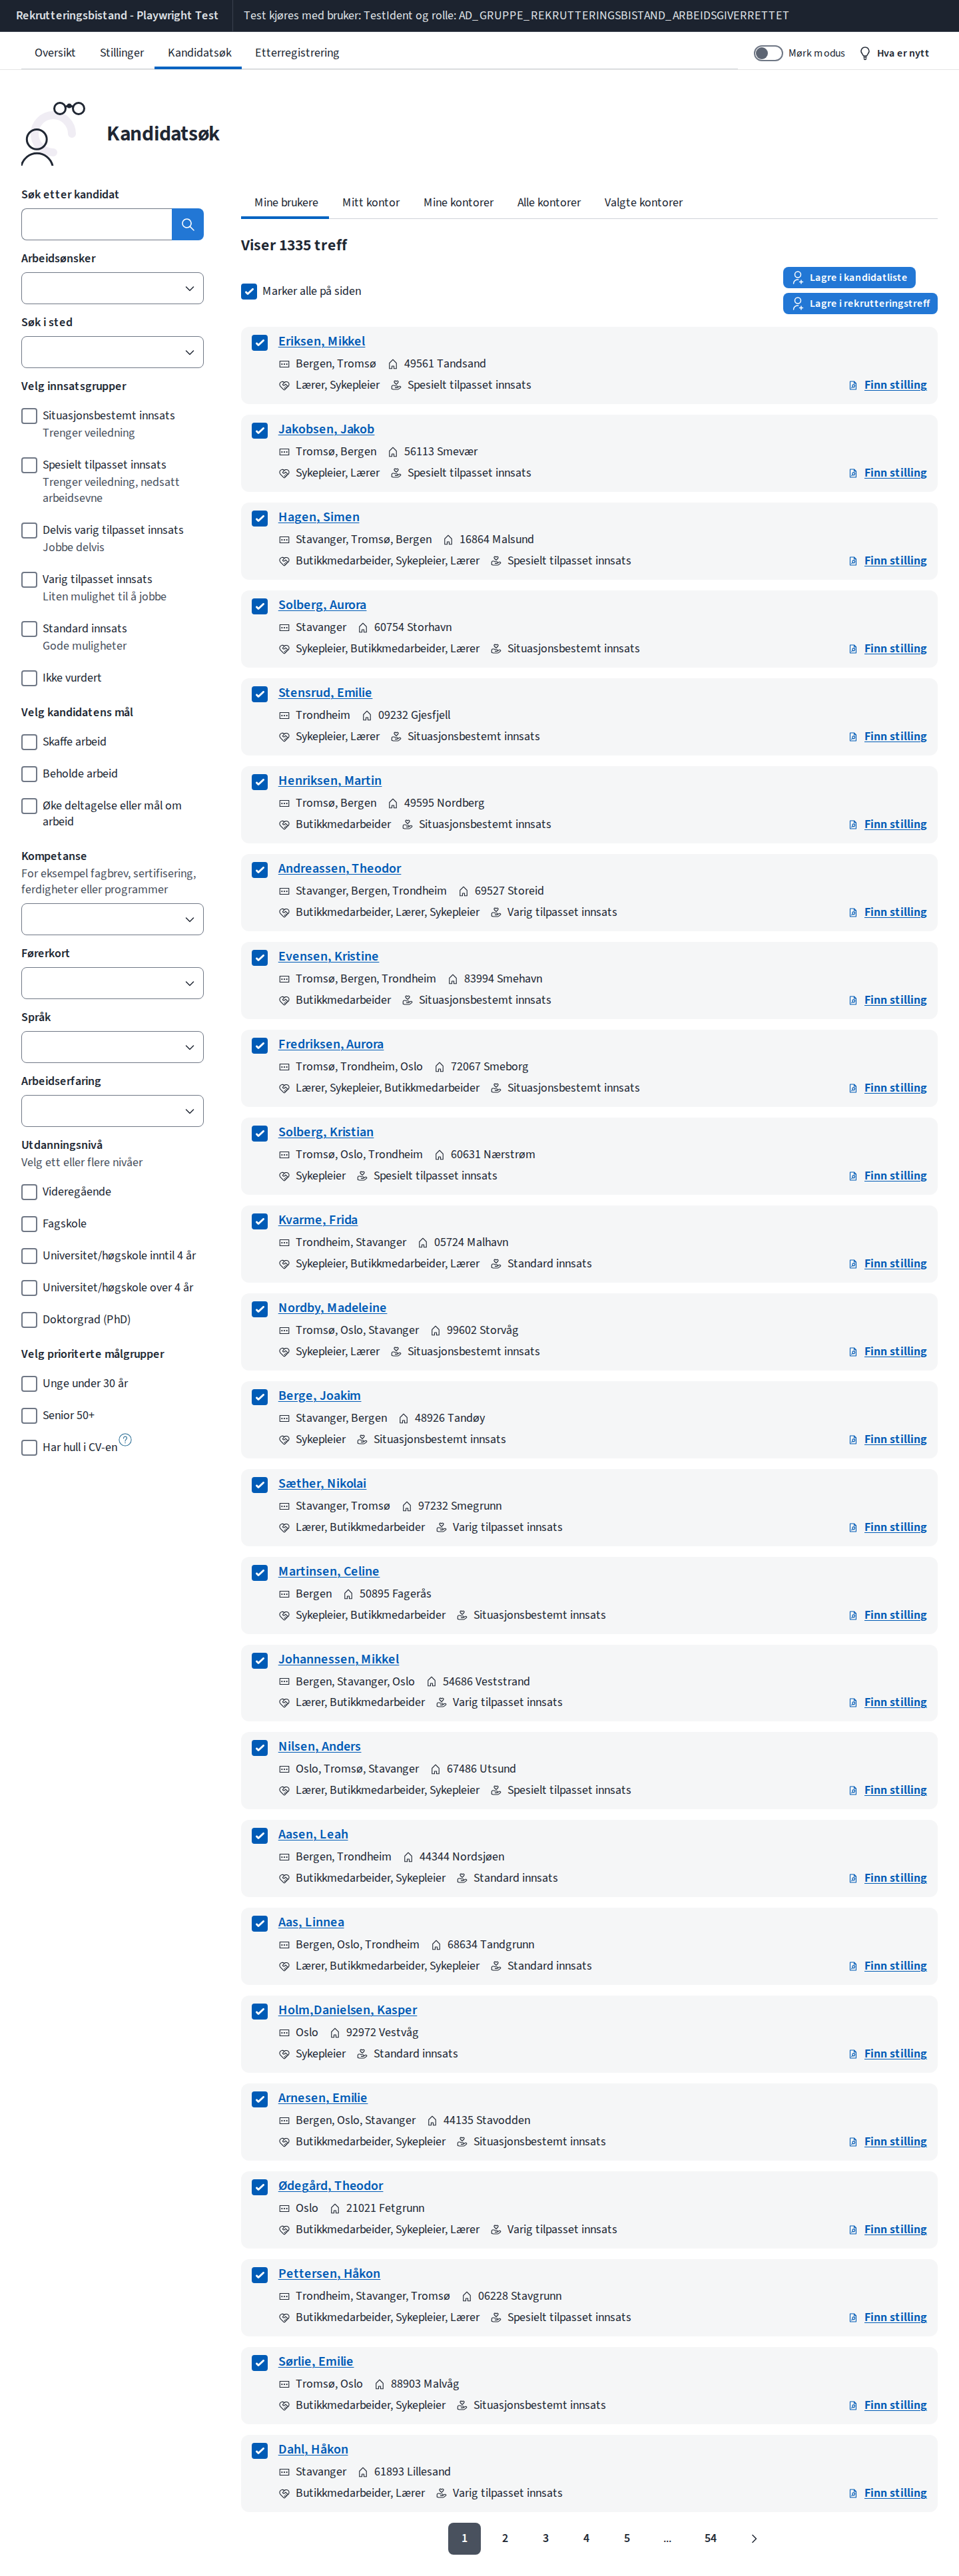 Rekrutteringsbistand - Playwright Test
Test kjøres med bruker: TestIdent og rolle: AD_GRUPPE_REKRUTTERINGSBISTAND_ARBEIDSGIVERRETTET
Oversikt
Stillinger
Kandidatsøk
Etterregistrering
Mørk modus
Hva er nytt
Kandidatsøk
Søk etter kandidat
Arbeidsønsker
Søk i sted
Velg innsatsgrupper
Situasjonsbestemt innsats
Trenger veiledning
Spesielt tilpasset innsats
Trenger veiledning, nedsatt
arbeidsevne
Delvis varig tilpasset innsats
Jobbe delvis
Varig tilpasset innsats
Liten mulighet til å jobbe
Standard innsats
Gode muligheter
Ikke vurdert
Velg kandidatens mål
Skaffe arbeid
Beholde arbeid
Øke deltagelse eller mål om
arbeid
Kompetanse
For eksempel fagbrev, sertifisering,
ferdigheter eller programmer
Førerkort
Språk
Arbeidserfaring
Utdanningsnivå
Velg ett eller flere nivåer
Videregående
Fagskole
Universitet/høgskole inntil 4 år
Universitet/høgskole over 4 år
Doktorgrad (PhD)
Velg prioriterte målgrupper
Unge under 30 år
Senior 50+
Har hull i CV-en
Mine brukere
Mitt kontor
Mine kontorer
Alle kontorer
Valgte kontorer
Viser 1335 treff
Marker alle på siden
Lagre i kandidatliste
Lagre i rekrutteringstreff
Eriksen, Mikkel
Bergen, Tromsø 49561 Tandsand
Lærer, Sykepleier Spesielt tilpasset innsats Finn stilling
Jakobsen, Jakob
Tromsø, Bergen 56113 Smevær
Sykepleier, Lærer Spesielt tilpasset innsats Finn stilling
Hagen, Simen
Stavanger, Tromsø, Bergen 16864 Malsund
Butikkmedarbeider, Sykepleier, Lærer Spesielt tilpasset innsats Finn stilling
Solberg, Aurora
Stavanger 60754 Storhavn
Sykepleier, Butikkmedarbeider, Lærer Situasjonsbestemt innsats Finn stilling
Stensrud, Emilie
Trondheim 09232 Gjesfjell
Sykepleier, Lærer Situasjonsbestemt innsats Finn stilling
Henriksen, Martin
Tromsø, Bergen 49595 Nordberg
Butikkmedarbeider Situasjonsbestemt innsats Finn stilling
Andreassen, Theodor
Stavanger, Bergen, Trondheim 69527 Storeid
Butikkmedarbeider, Lærer, Sykepleier Varig tilpasset innsats Finn stilling
Evensen, Kristine
Tromsø, Bergen, Trondheim 83994 Smehavn
Butikkmedarbeider Situasjonsbestemt innsats Finn stilling
Fredriksen, Aurora
Tromsø, Trondheim, Oslo 72067 Smeborg
Lærer, Sykepleier, Butikkmedarbeider Situasjonsbestemt innsats Finn stilling
Solberg, Kristian
Tromsø, Oslo, Trondheim 60631 Nærstrøm
Sykepleier Spesielt tilpasset innsats Finn stilling
Kvarme, Frida
Trondheim, Stavanger 05724 Malhavn
Sykepleier, Butikkmedarbeider, Lærer Standard innsats Finn stilling
Nordby, Madeleine
Tromsø, Oslo, Stavanger 99602 Storvåg
Sykepleier, Lærer Situasjonsbestemt innsats Finn stilling
Berge, Joakim
Stavanger, Bergen 48926 Tandøy
Sykepleier Situasjonsbestemt innsats Finn stilling
Sæther, Nikolai
Stavanger, Tromsø 97232 Smegrunn
Lærer, Butikkmedarbeider Varig tilpasset innsats Finn stilling
Martinsen, Celine
Bergen 50895 Fagerås
Sykepleier, Butikkmedarbeider Situasjonsbestemt innsats Finn stilling
Johannessen, Mikkel
Bergen, Stavanger, Oslo 54686 Veststrand
Lærer, Butikkmedarbeider Varig tilpasset innsats Finn stilling
Nilsen, Anders
Oslo, Tromsø, Stavanger 67486 Utsund
Lærer, Butikkmedarbeider, Sykepleier Spesielt tilpasset innsats Finn stilling
Aasen, Leah
Bergen, Trondheim 44344 Nordsjøen
Butikkmedarbeider, Sykepleier Standard innsats Finn stilling
Aas, Linnea
Bergen, Oslo, Trondheim 68634 Tandgrunn
Lærer, Butikkmedarbeider, Sykepleier Standard innsats Finn stilling
Holm,Danielsen, Kasper
Oslo 92972 Vestvåg
Sykepleier Standard innsats Finn stilling
Arnesen, Emilie
Bergen, Oslo, Stavanger 44135 Stavodden
Butikkmedarbeider, Sykepleier Situasjonsbestemt innsats Finn stilling
Ødegård, Theodor
Oslo 21021 Fetgrunn
Butikkmedarbeider, Sykepleier, Lærer Varig tilpasset innsats Finn stilling
Pettersen, Håkon
Trondheim, Stavanger, Tromsø 06228 Stavgrunn
Butikkmedarbeider, Sykepleier, Lærer Spesielt tilpasset innsats Finn stilling
Sørlie, Emilie
Tromsø, Oslo 88903 Malvåg
Butikkmedarbeider, Sykepleier Situasjonsbestemt innsats Finn stilling
Dahl, Håkon
Stavanger 61893 Lillesand
Butikkmedarbeider, Lærer Varig tilpasset innsats Finn stilling
1 2 3 4 5 ... 54